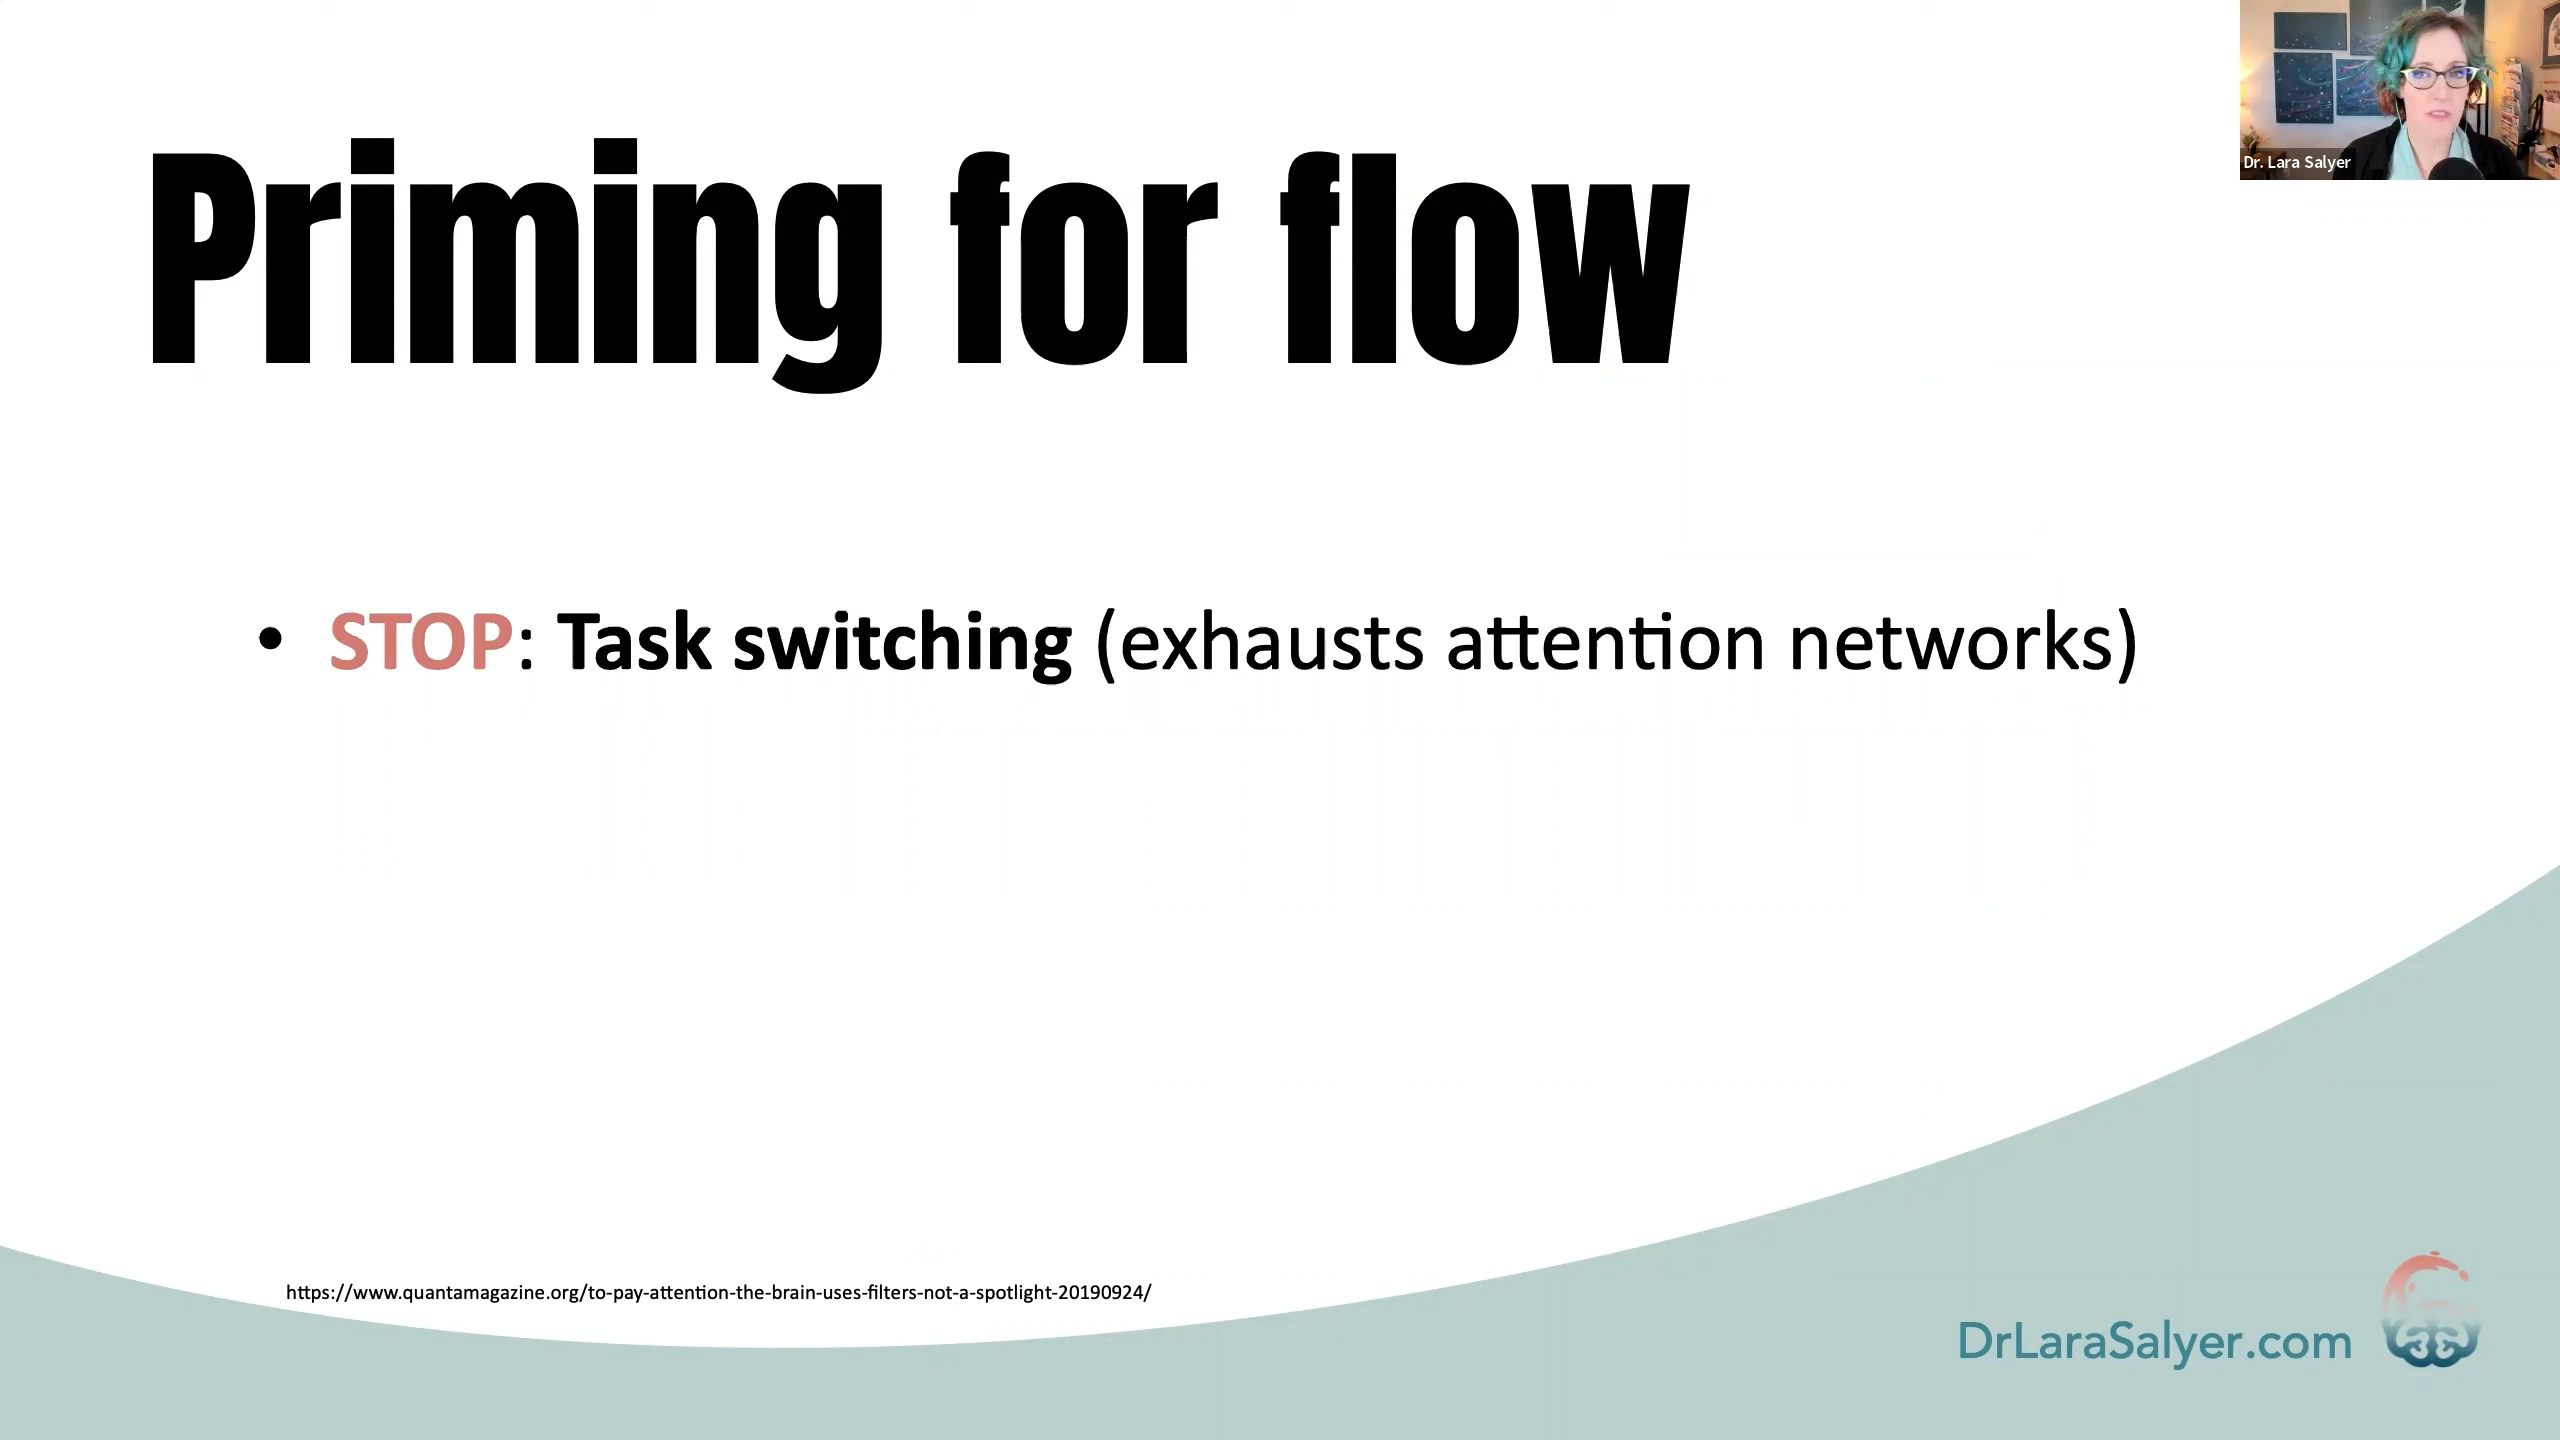 Dr. Lara Salyer
Priming for flow
• STOP: Task switching (exhausts attention networks)
https://www.quantamagazine.org/to-pay-attention-the-brain-uses-filters-not-a-spotlight-20190924/
DrLaraSalyer.com